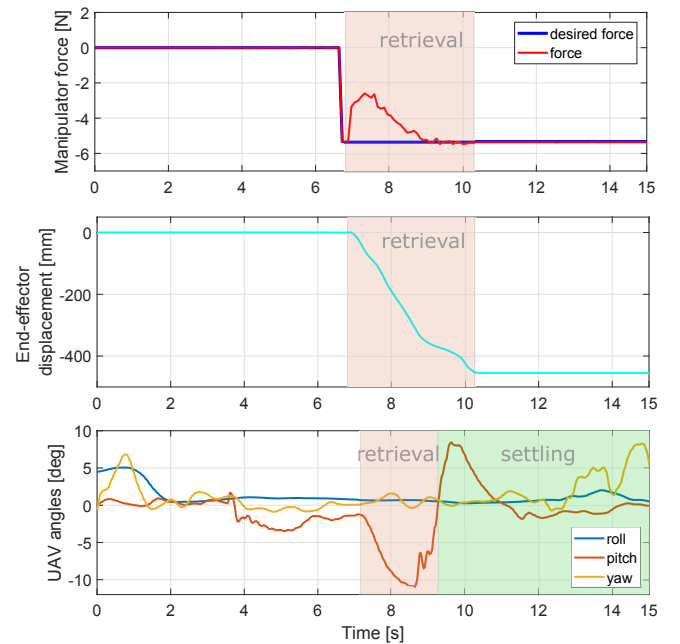 Manipulator force [N]
0
-2
-4
-6
retrieval
desired force
force
0 2 4 6 8 10 12 14 15
End-effector
displacement [mm]
0
-200
-400
retrieval
0 2 4 6 8 10 12 14 15
UAV angles [deg]
10
5
0
-5
-10
retrieval
settling
roll
pitch
yaw
0 2 4 6 8 10 12 14 15
Time [s]